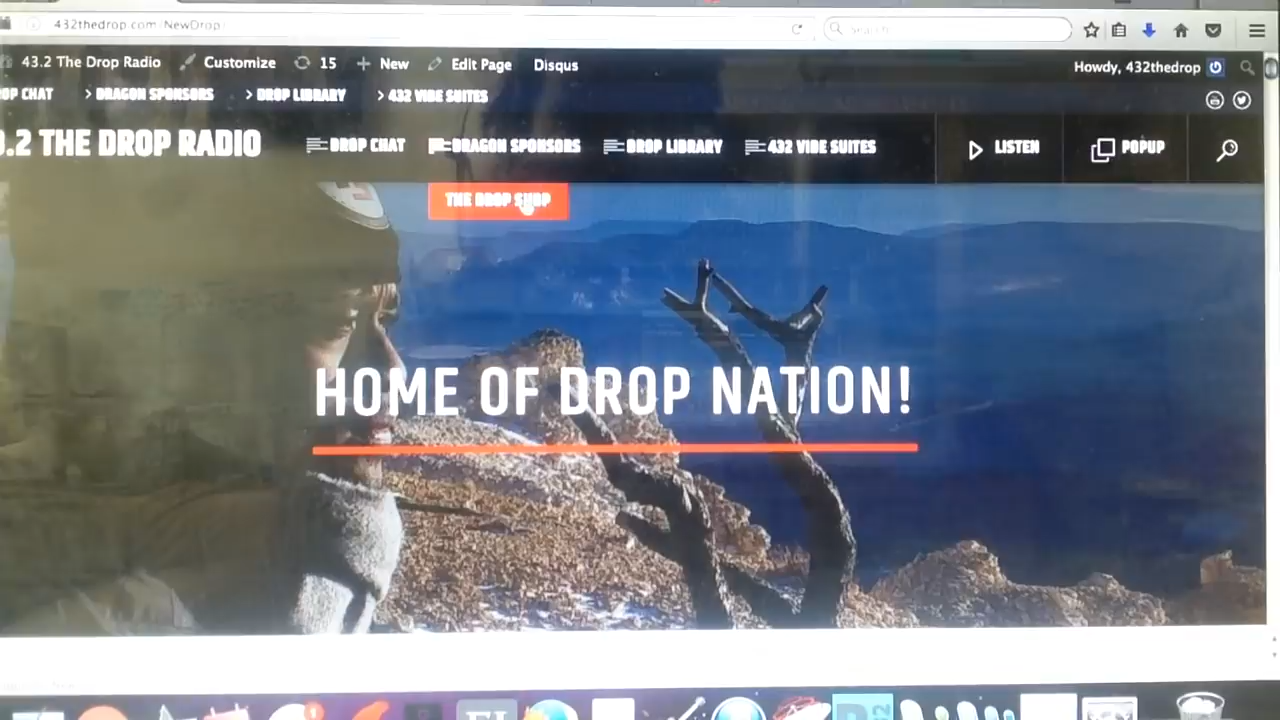 432thedrop.com/NewDrop/
Search
43.2 The Drop Radio Customize 15 New Edit Page Disqus Howdy, 432thedrop
OP CHAT > DRAGON SPONSORS > DROP LIBRARY > 432 VIBE SUITES
.2 THE DROP RADIO DROP CHAT DRAGON SPONSORS DROP LIBRARY 432 VIBE SUITES LISTEN POPUP
THE DROP SHOP
HOME OF DROP NATION!